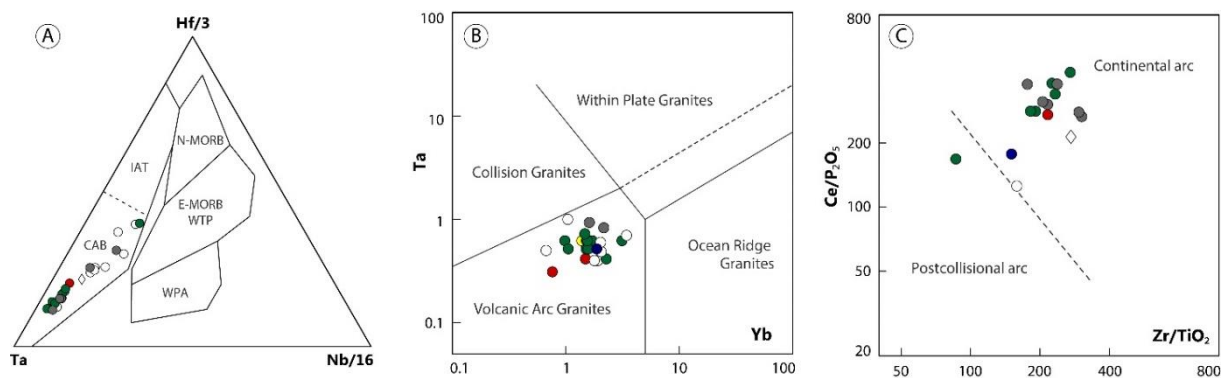 A
Hf/3
N-MORB
IAT
E-MORB
WTP
CAB
WPA
Ta
Nb/16
B
Ta
100
10
1
0.1
Within Plate Granites
Collision Granites
Ocean Ridge
Granites
Volcanic Arc Granites
Yb
0.1
1
10
100
C
Ce/P2O5
800
400
200
100
50
20
Continental arc
Postcollisional arc
Zr/TiO2
40
50
100
200
400
800